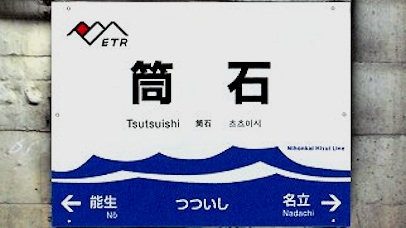 ETR
筒石
Tsutsuishi 筒石 츠츠이시
Nihonkai Hisui Line
← 能生 つついし 名立 →
Nō Nadachi